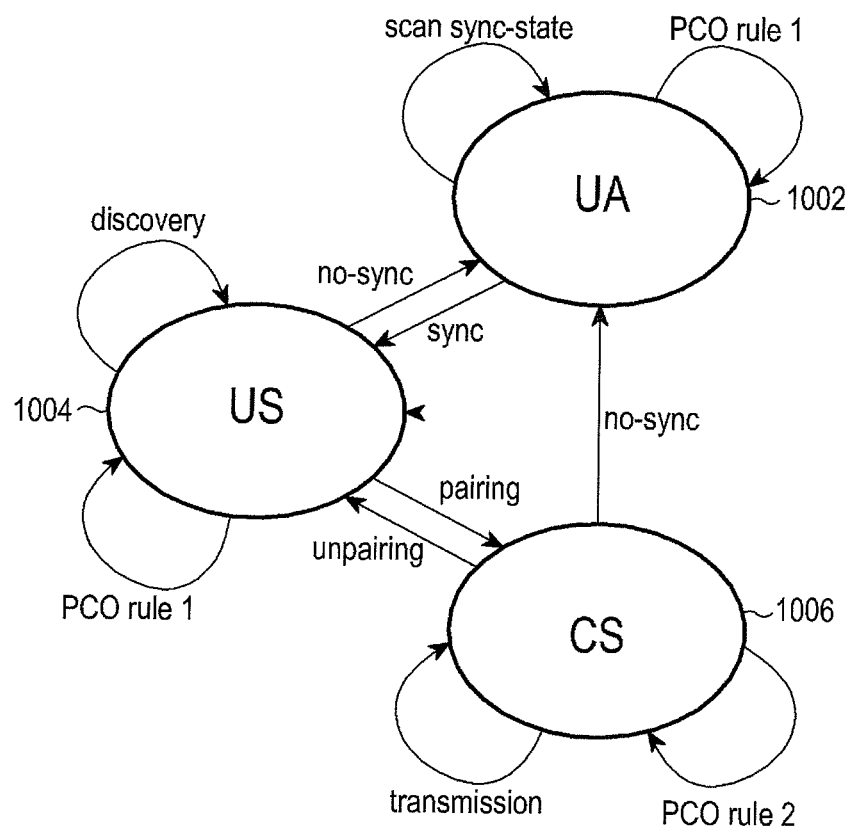 scan sync-state
PCO rule 1
UA
1002
discovery
no-sync
sync
1004
US
no-sync
pairing
unpairing
PCO rule 1
1006
CS
transmission
PCO rule 2